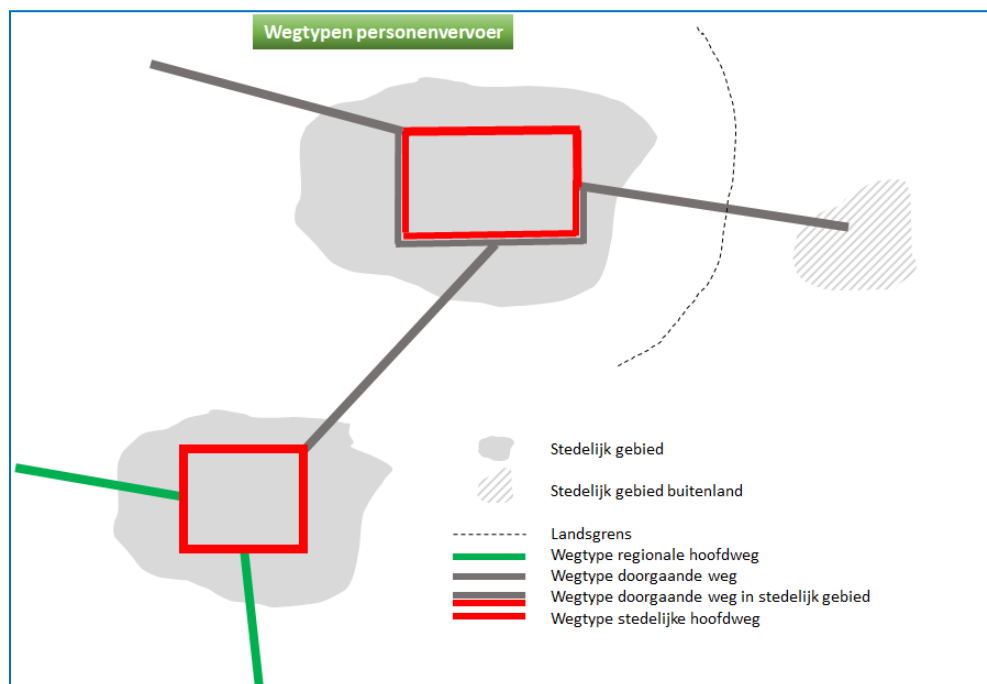 Wegtypen personenvervoer
Stedelijk gebied
Stedelijk gebied buitenland
Landsgrens
Wegtype regionale hoofdweg
Wegtype doorgaande weg
Wegtype doorgaande weg in stedelijk gebied
Wegtype stedelijke hoofdweg